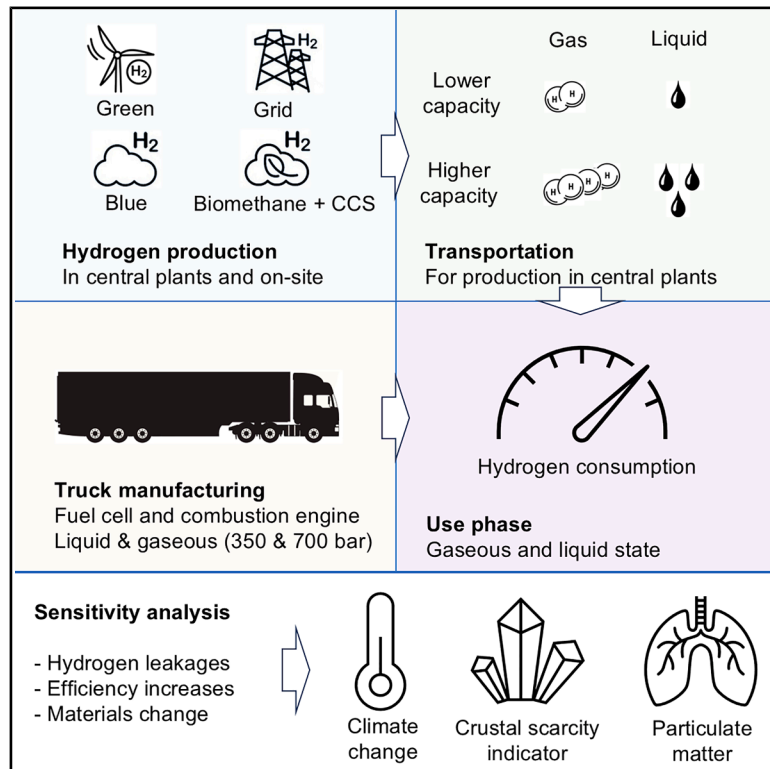 H2
H2
Green
Grid
H2
H2
Blue
Biomethane + CCS
Hydrogen production
In central plants and on-site
Gas
Liquid
Lower
capacity
H H
Higher
capacity
H H H H
Transportation
For production in central plants
Truck manufacturing
Fuel cell and combustion engine
Liquid & gaseous (350 & 700 bar)
Hydrogen consumption
Use phase
Gaseous and liquid state
Sensitivity analysis
- Hydrogen leakages
- Efficiency increases
- Materials change
Climate
change
Crustal scarcity
indicator
Particulate
matter